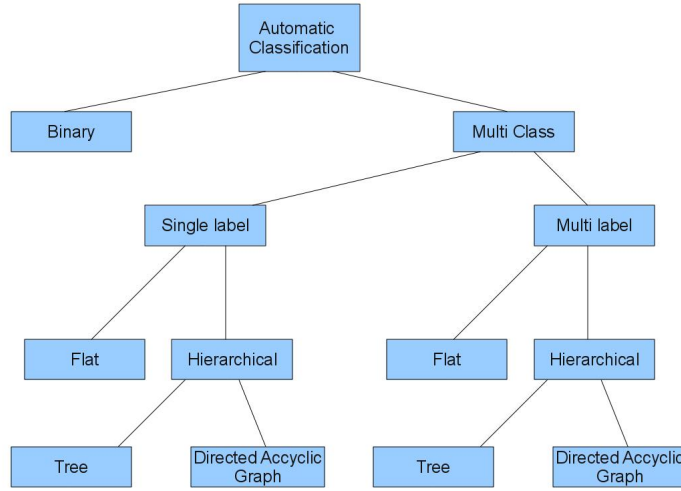 Automatic
Classification
Binary
Multi Class
Single label
Multi label
Flat
Hierarchical
Flat
Hierarchical
Tree
Directed Accyclic
Graph
Tree
Directed Accyclic
Graph